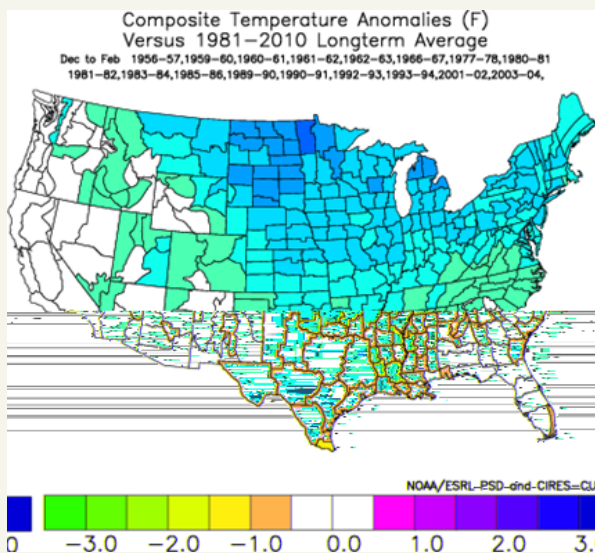 Composite Temperature Anomalies (F)
Versus 1981-2010 Longterm Average
Dec to Feb 1956-57,1959-60,1960-61,1961-62,1962-63,1966-67,1977-78,1980-81
1981-82,1983-84,1985-86,1989-90,1990-91,1992-93,1993-94,2001-02,2003-04,
NOAA/ESRL-PSD-and-CIRES-CU
0 -3.0 -2.0 -1.0 0.0 1.0 2.0 3.